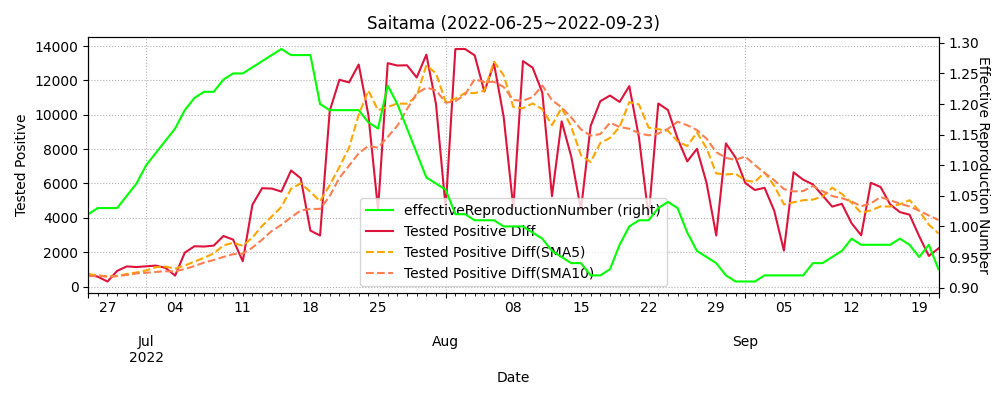 Saitama (2022-06-25~2022-09-23)
14000
12000
10000
8000
6000
4000
2000
0
Tested Positive
1.30
1.25
1.20
1.15
1.10
1.05
1.00
0.95
0.90
Effective Reproduction Number
effectiveReproductionNumber (right)
Tested Positive Diff
Tested Positive Diff(SMA5)
Tested Positive Diff(SMA10)
27 04 11 18 25 08 15 22 29 05 12 19
Jul Aug Sep
2022
Date